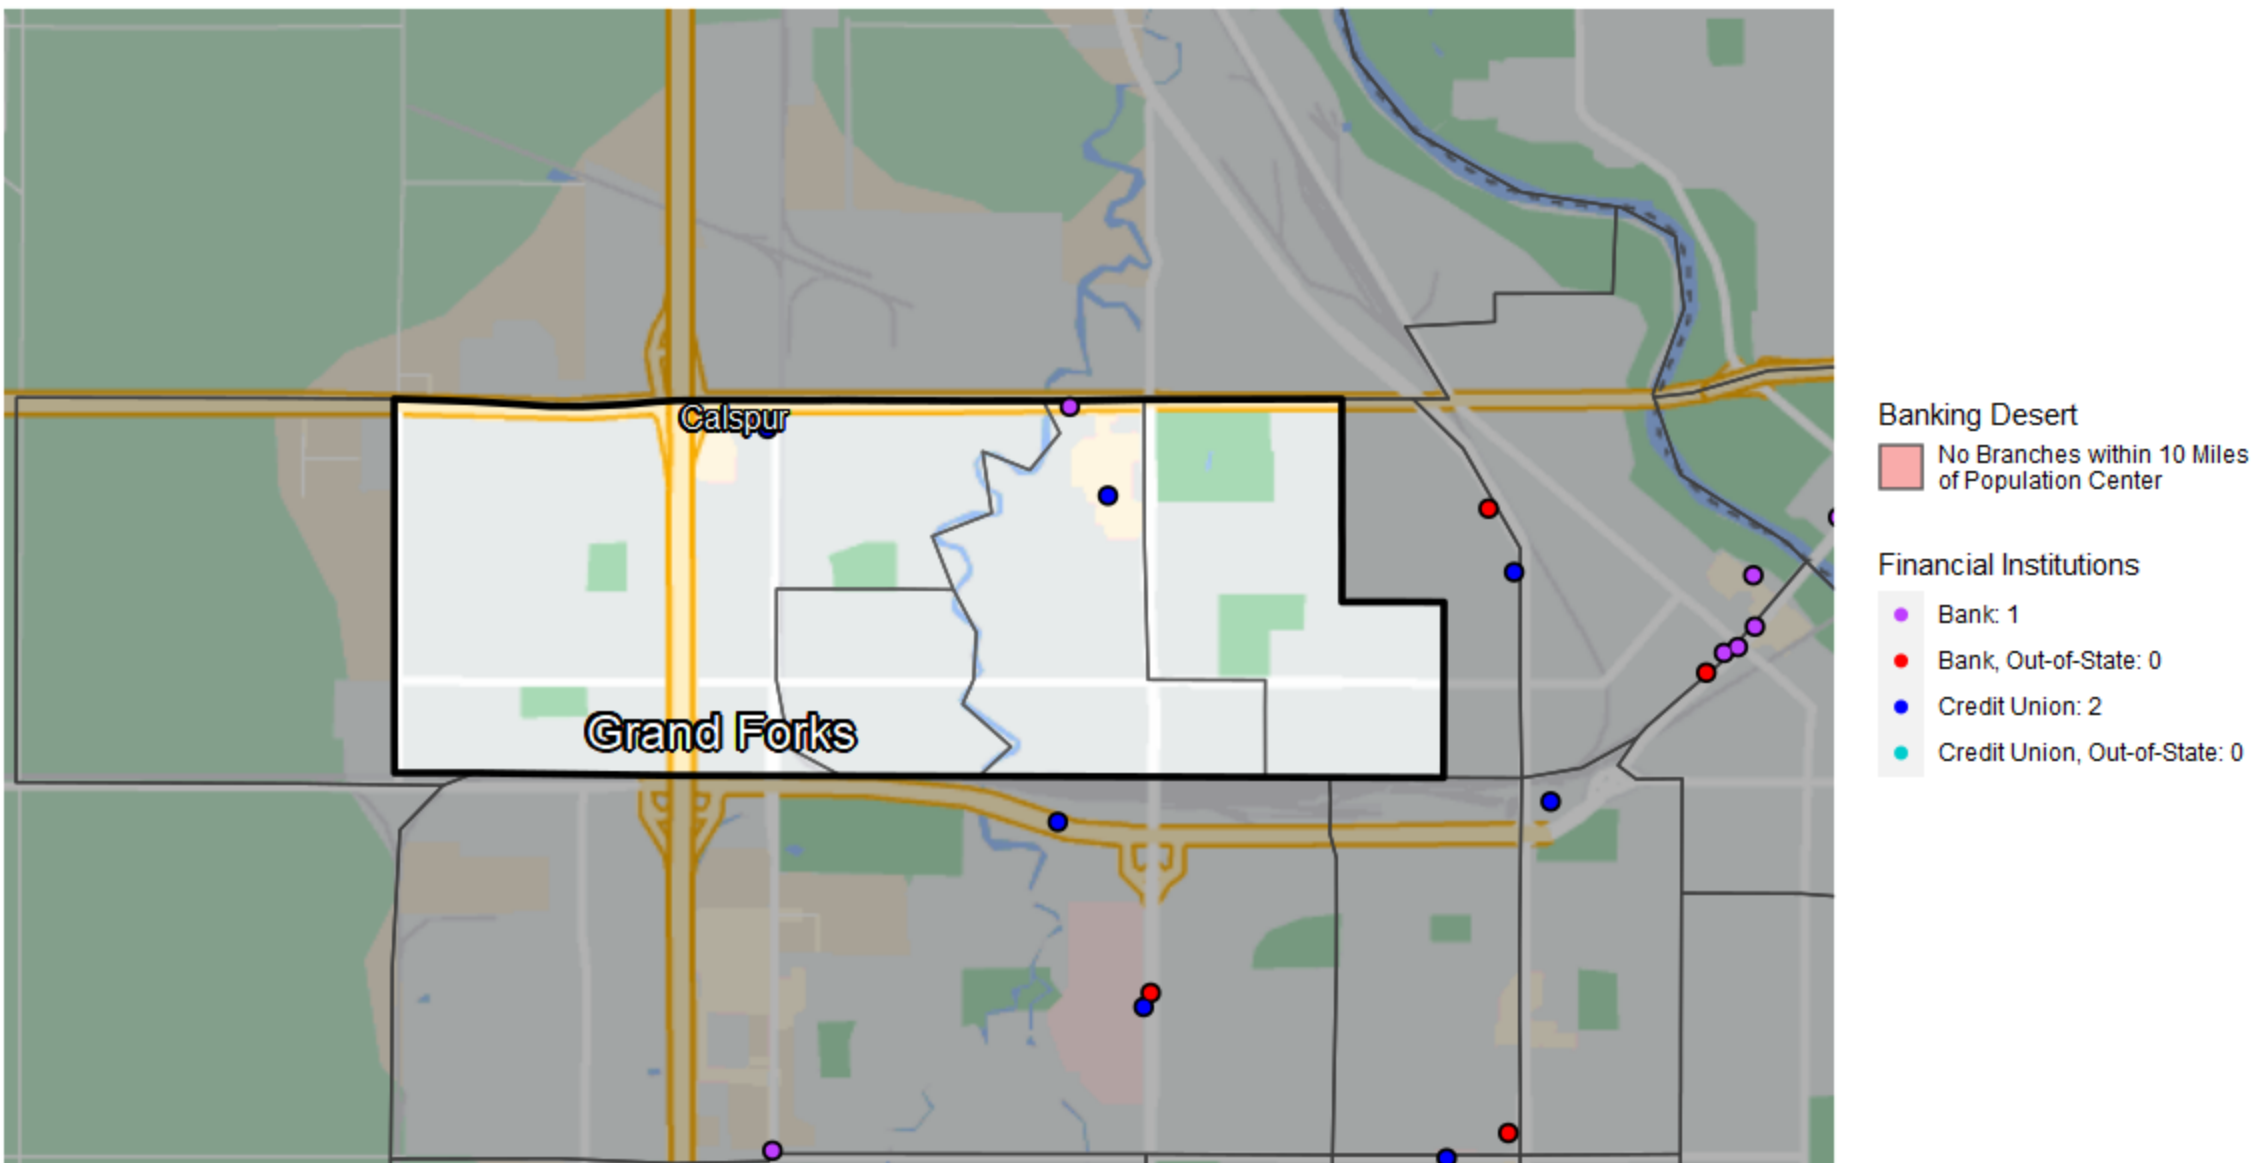 Calspur
Grand Forks
Banking Desert
No Branches within 10 Miles
of Population Center
Financial Institutions
Bank: 1
Bank, Out-of-State: 0
Credit Union: 2
Credit Union, Out-of-State: 0